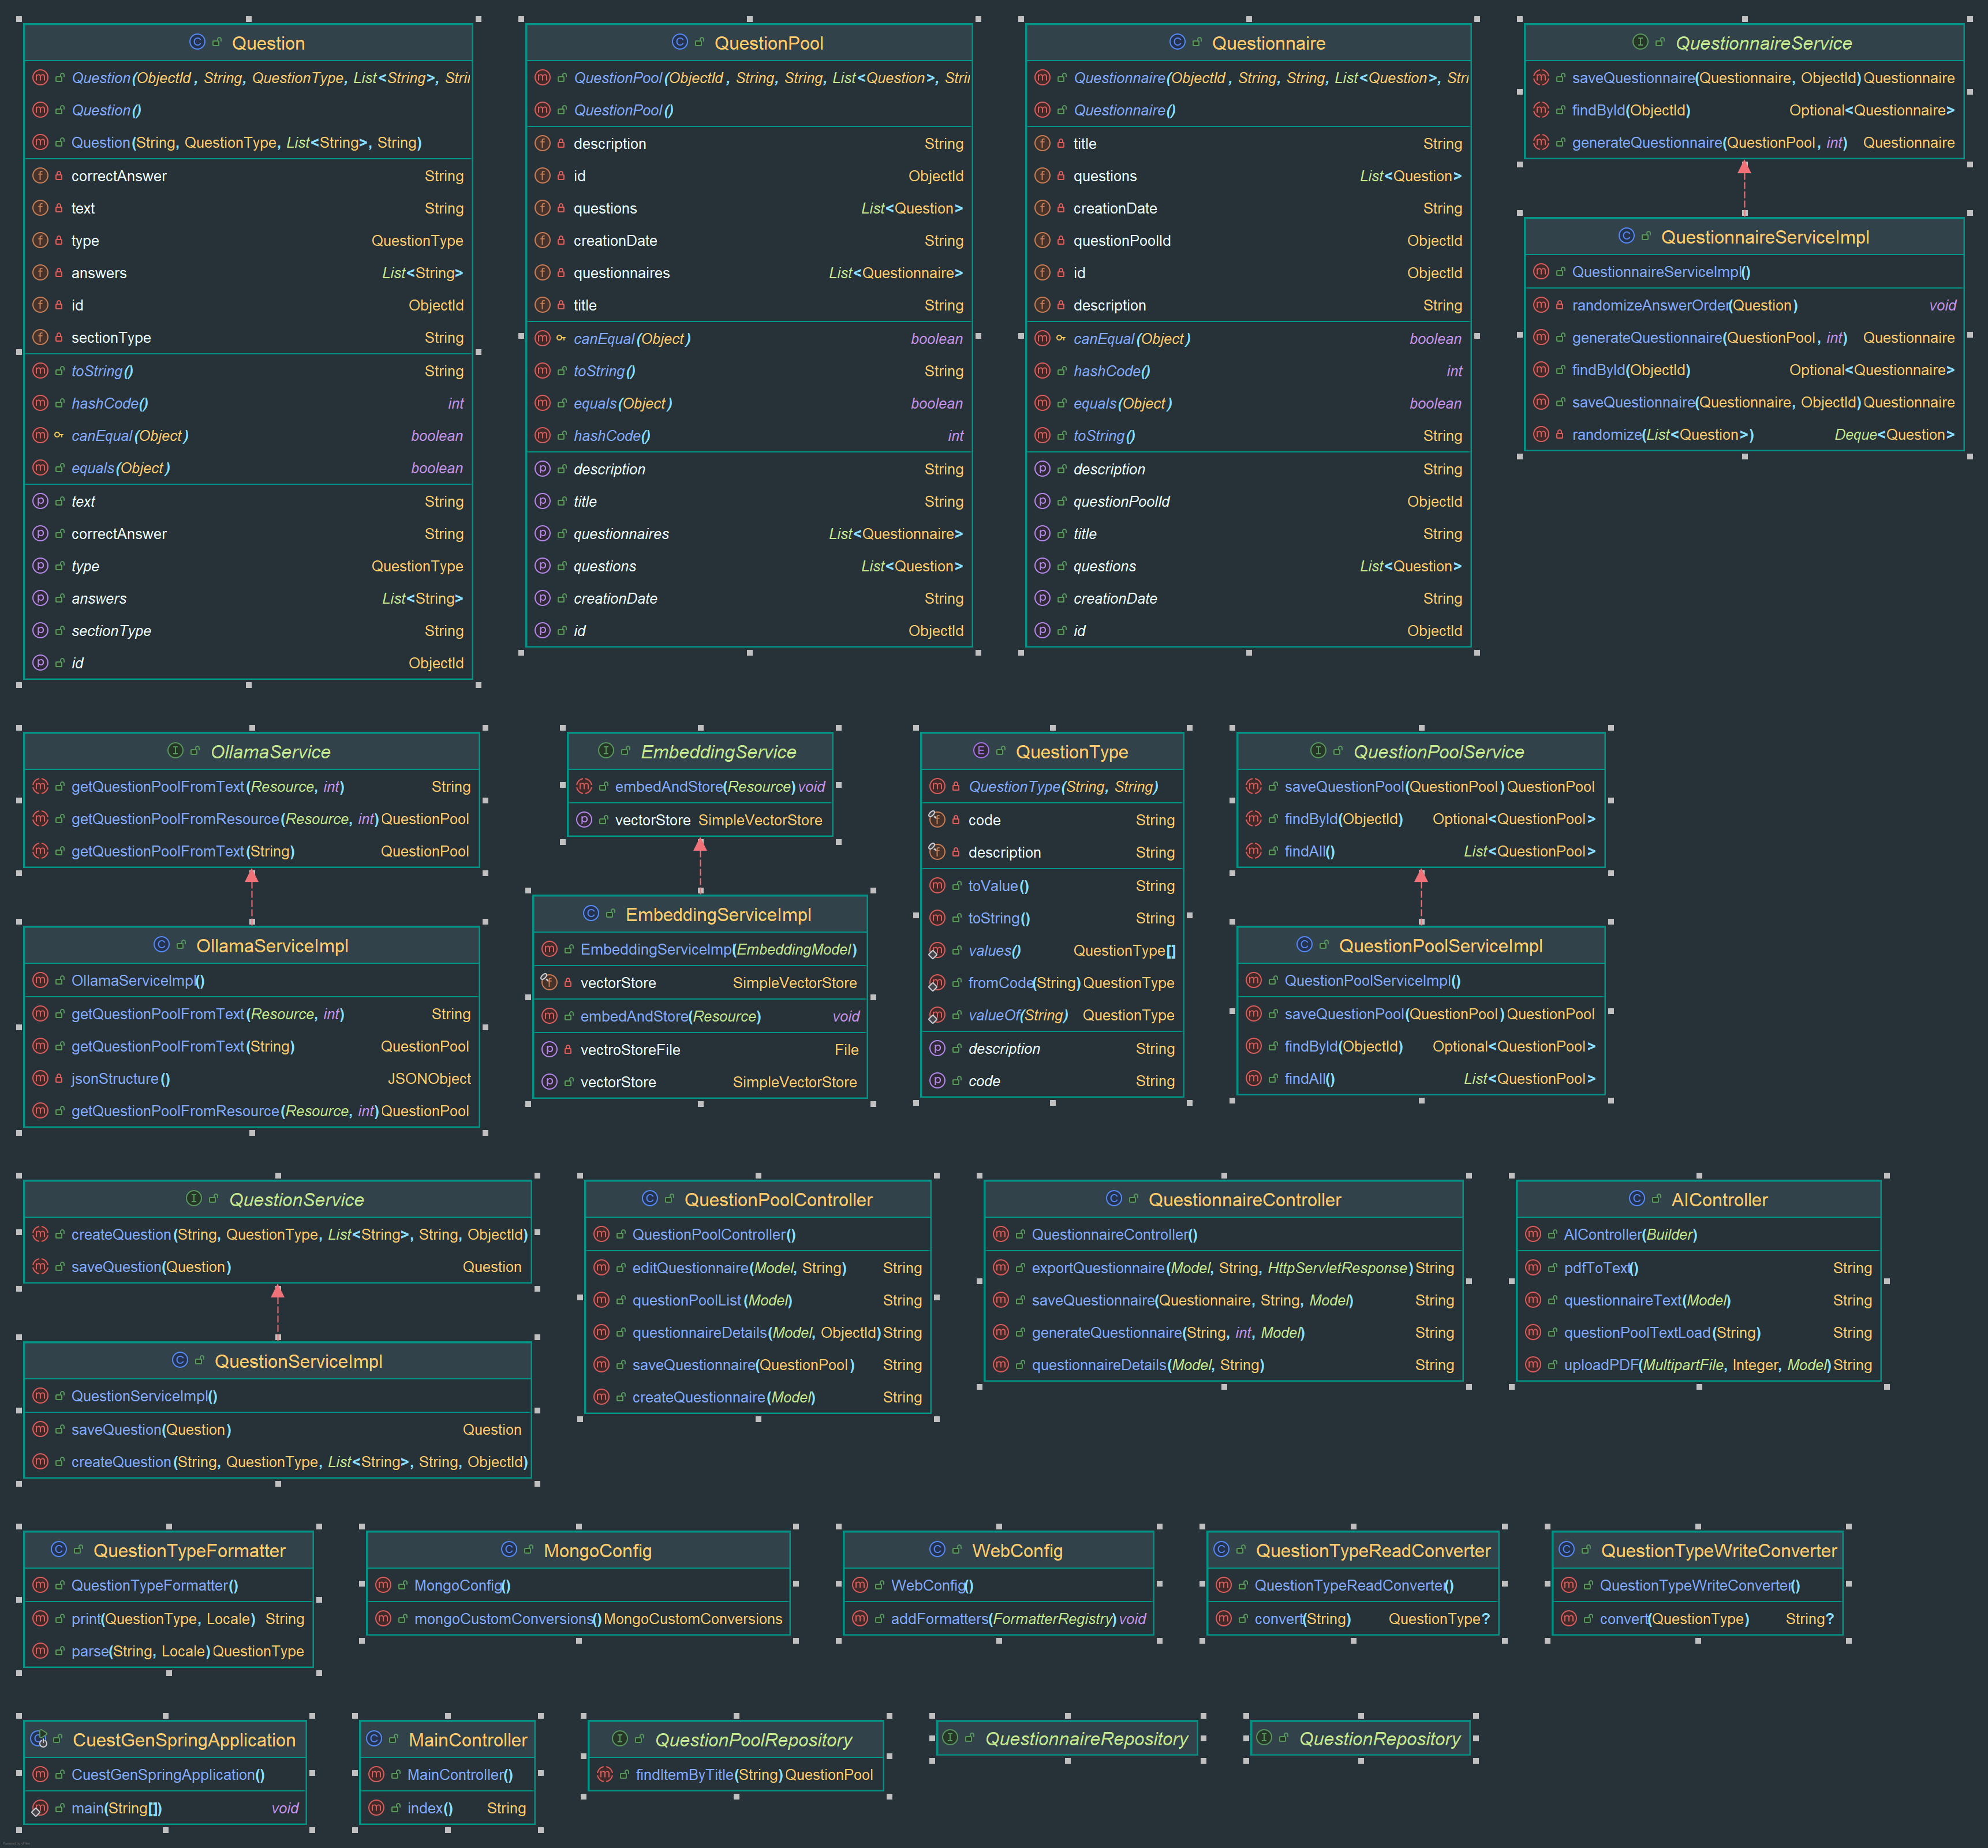 Question
Question(ObjectId, String, QuestionType, List<String>, Stri
Question()
Question(String, QuestionType, List<String>, String)
correctAnswer String
text String
type QuestionType
answers List<String>
id ObjectId
sectionType String
toString() String
hashCode() int
canEqual(Object) boolean
equals(Object) boolean
text String
correctAnswer String
type QuestionType
answers List<String>
sectionType String
id ObjectId
QuestionPool
QuestionPool(ObjectId, String, String, List<Question>, Stri
QuestionPool()
description String
id ObjectId
questions List<Question>
creationDate String
questionnaires List<Questionnaire>
title String
canEqual(Object) boolean
toString() String
equals(Object) boolean
hashCode() int
description String
title String
questionnaires List<Questionnaire>
questions List<Question>
creationDate String
id ObjectId
Questionnaire
Questionnaire(ObjectId, String, String, List<Question>, Stri
Questionnaire()
title String
questions List<Question>
creationDate String
questionPoolId ObjectId
id ObjectId
description String
canEqual(Object) boolean
hashCode() int
equals(Object) boolean
toString() String
description String
questionPoolId ObjectId
title String
questions List<Question>
creationDate String
id ObjectId
QuestionnaireService
saveQuestionnaire(Questionnaire, ObjectId) Questionnaire
findById(ObjectId) Optional<Questionnaire>
generateQuestionnaire(QuestionPool, int) Questionnaire
QuestionnaireServiceImpl
QuestionnaireServiceImpl()
randomizeAnswerOrder(Question) void
generateQuestionnaire(QuestionPool, int) Questionnaire
findById(ObjectId) Optional<Questionnaire>
saveQuestionnaire(Questionnaire, ObjectId) Questionnaire
randomize(List<Question>) Deque<Question>
OllamaService
getQuestionPoolFromText(Resource, int) String
getQuestionPoolFromResource(Resource, int) QuestionPool
getQuestionPoolFromText(String) QuestionPool
OllamaServiceImpl
OllamaServiceImpl()
getQuestionPoolFromText(Resource, int) String
getQuestionPoolFromText(String) QuestionPool
jsonStructure() JSONObject
getQuestionPoolFromResource(Resource, int) QuestionPool
EmbeddingService
embedAndStore(Resource) void
vectorStore SimpleVectorStore
EmbeddingServiceImpl
EmbeddingServiceImpl(EmbeddingModel)
vectorStore SimpleVectorStore
embedAndStore(Resource) void
vectroStoreFile File
vectorStore SimpleVectorStore
QuestionType
QuestionType(String, String)
code String
description String
toValue() String
toString() String
values() QuestionType[]
fromCode(String) QuestionType
valueOf(String) QuestionType
description String
code String
QuestionPoolService
saveQuestionPool(QuestionPool) QuestionPool
findById(ObjectId) Optional<QuestionPool>
findAll() List<QuestionPool>
QuestionPoolServiceImpl
QuestionPoolServiceImpl()
saveQuestionPool(QuestionPool) QuestionPool
findById(ObjectId) Optional<QuestionPool>
findAll() List<QuestionPool>
QuestionService
createQuestion(String, QuestionType, List<String>, String, ObjectId)
saveQuestion(Question) Question
QuestionServiceImpl
QuestionServiceImpl()
saveQuestion(Question) Question
createQuestion(String, QuestionType, List<String>, String, ObjectId)
QuestionPoolController
QuestionPoolController()
editQuestionnaire(Model, String) String
questionPoolList(Model) String
questionnaireDetails(Model, ObjectId) String
saveQuestionnaire(QuestionPool) String
createQuestionnaire(Model) String
QuestionnaireController
QuestionnaireController()
exportQuestionnaire(Model, String, HttpServletResponse) String
saveQuestionnaire(Questionnaire, String, Model) String
generateQuestionnaire(String, int, Model) String
questionnaireDetails(Model, String) String
AIController
AIController(Builder)
pdfToText() String
questionnaireText(Model) String
questionPoolTextLoad(String) String
uploadPDF(MultipartFile, Integer, Model) String
QuestionTypeFormatter
QuestionTypeFormatter()
print(QuestionType, Locale) String
parse(String, Locale) QuestionType
MongoConfig
MongoConfig()
mongoCustomConversions() MongoCustomConversions
WebConfig
WebConfig()
addFormatters(FormatterRegistry) void
QuestionTypeReadConverter
QuestionTypeReadConverter()
convert(String) QuestionType?
QuestionTypeWriteConverter
QuestionTypeWriteConverter()
convert(QuestionType) String?
CuestGenSpringApplication
CuestGenSpringApplication()
main(String[]) void
MainController
MainController()
index() String
QuestionPoolRepository
findItemByTitle(String) QuestionPool
QuestionnaireRepository
QuestionRepository